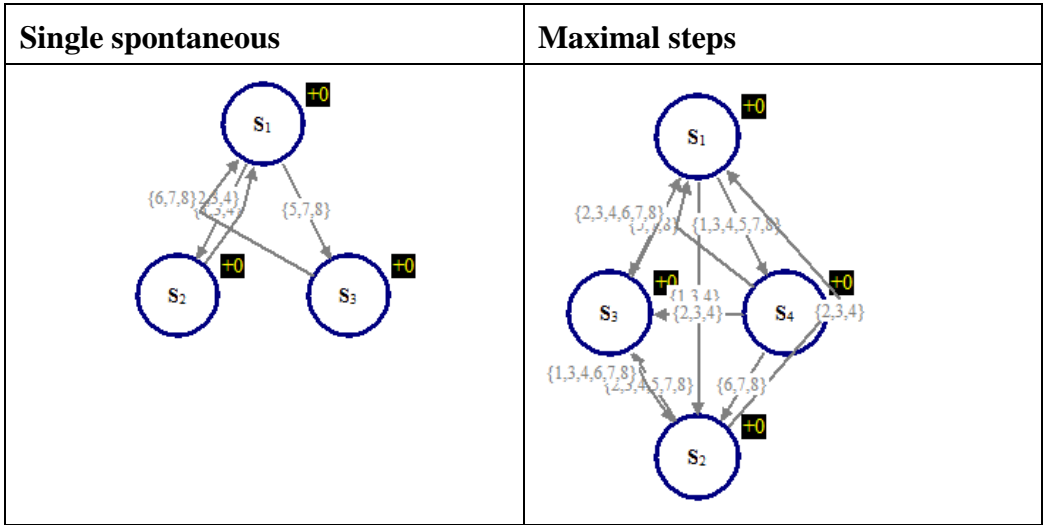 Single spontaneous
Maximal steps
+0
S1
{6,7,8}
2,3,4}
{5,7,8}
+0
+0
S2
S3
+0
S1
{2,3,4,6,7,8}
{1,3,4,5,7,8}
+0
+0
{1,3,4}
S3
{2,3,4}
S4
{2,3,4}
{1,3,4,6,7,8}
{2,3,4,5,7,8}
{6,7,8}
+0
S2